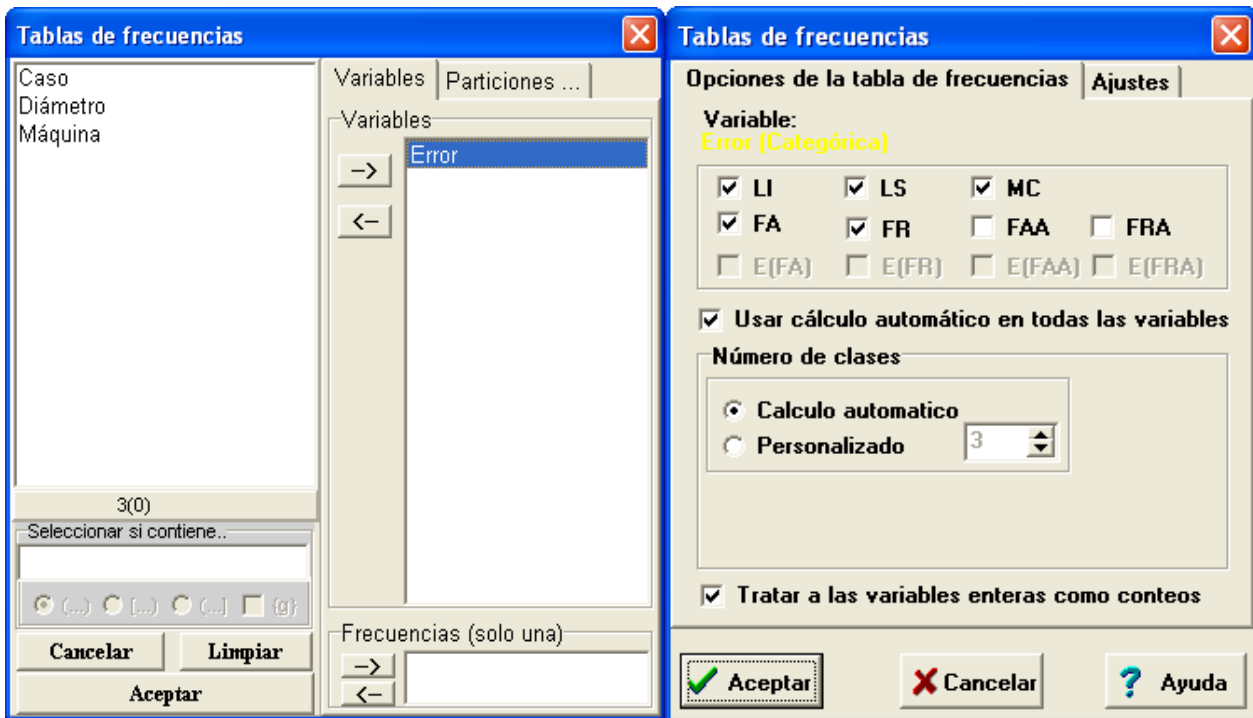 Tablas de frecuencias
Caso
Diámetro
Máquina
3(0)
Seleccionar si contiene..
(...) [...) (...] {g}
Cancelar Limpiar
Aceptar
Variables Particiones ...
Variables
-->
<--
Error
Frecuencias (solo una)
-->
<--
Tablas de frecuencias
Opciones de la tabla de frecuencias Ajustes
Variable:
Error (Categórica)
LI LS MC
FA FR FAA FRA
E(FA) E(FR) E(FAA) E(FRA)
Usar cálculo automático en todas las variables
Número de clases
Calculo automatico
Personalizado 3
Tratar a las variables enteras como conteos
Aceptar Cancelar ? Ayuda